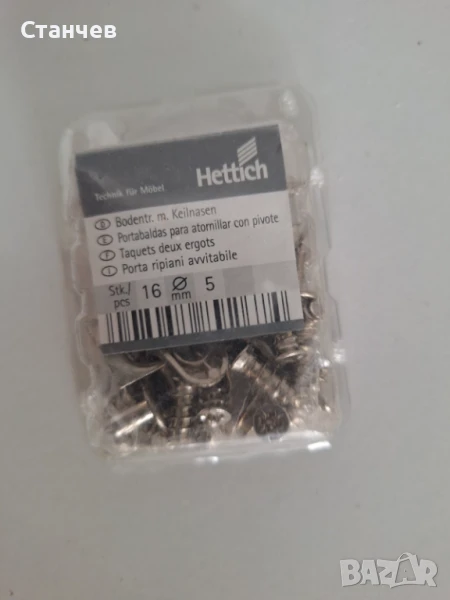 Станчев
Technik für Möbel
Hettich
D Bodentr. m. Keilnasen
E Portabaldas para atornillar con pivote
F Taquets deux ergots
I Porta ripiani avvitabile
Stk./
pcs 16 Ø mm 5
BAZAR